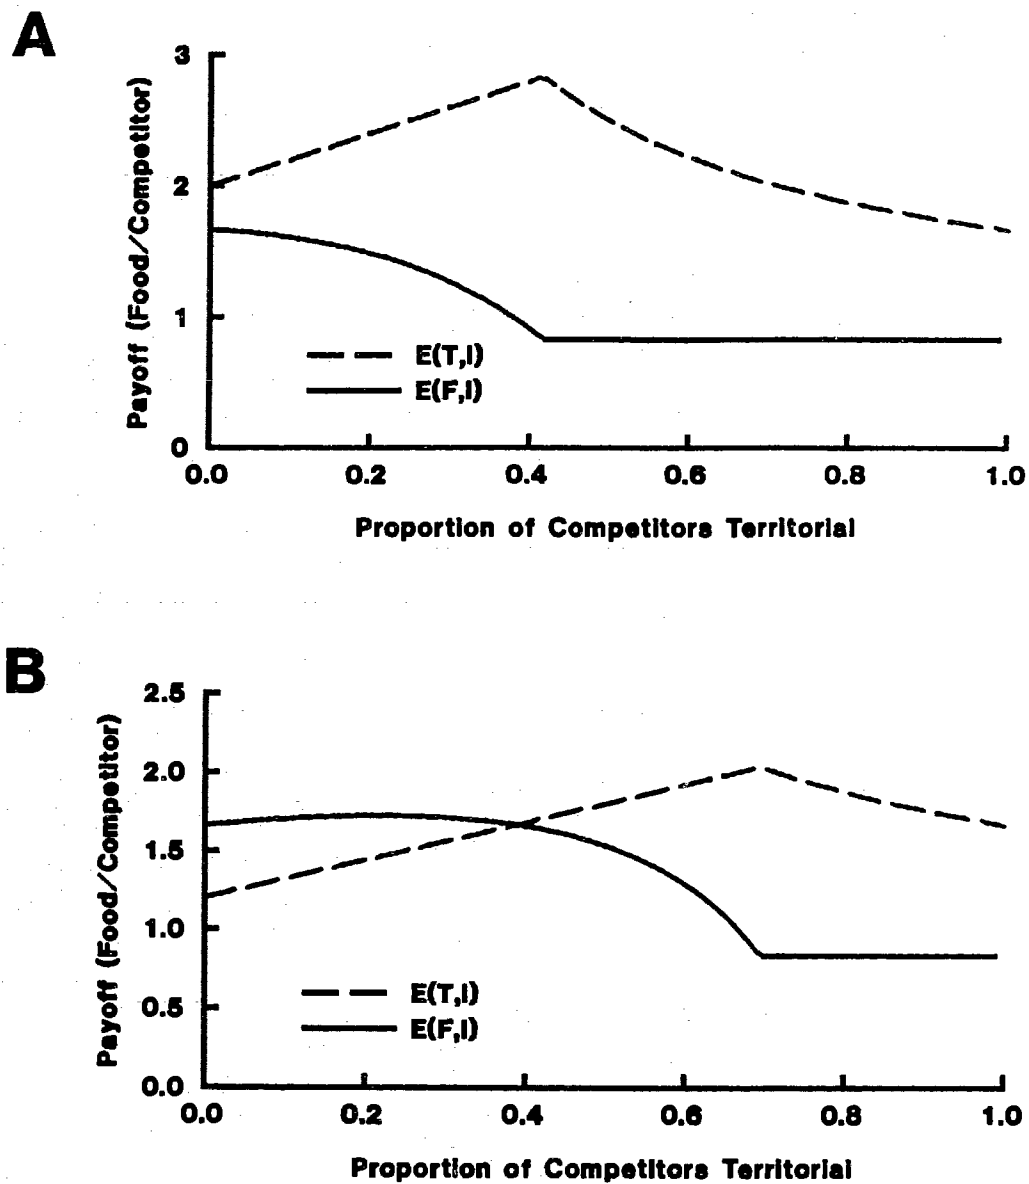 A
Payoff (Food/Competitor)
3
2
1
0
E(T,I)
E(F,I)
0.0 0.2 0.4 0.6 0.8 1.0
Proportion of Competitors Territorial
B
Payoff (Food/Competitor)
2.5
2.0
1.5
1.0
0.5
0.0
E(T,I)
E(F,I)
0.0 0.2 0.4 0.6 0.8 1.0
Proportion of Competitors Territorial